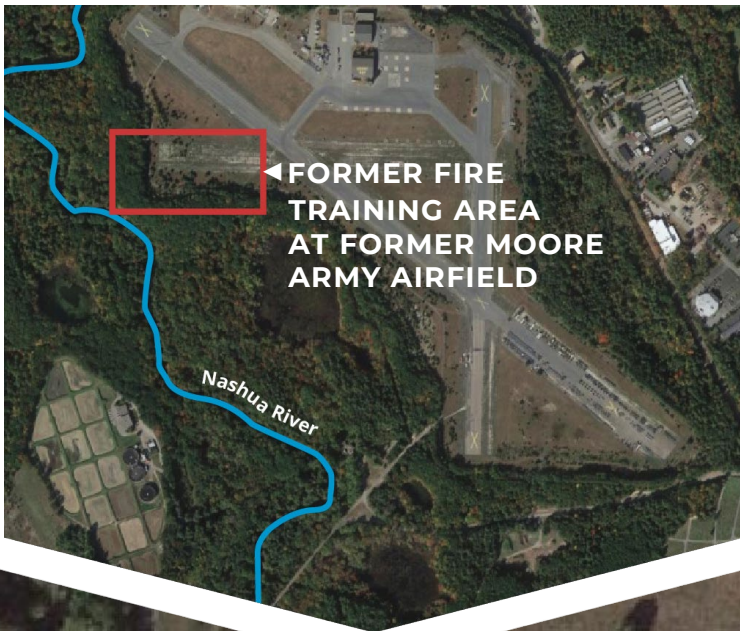 FORMER FIRE
TRAINING AREA
AT FORMER MOORE
ARMY AIRFIELD
Nashua River